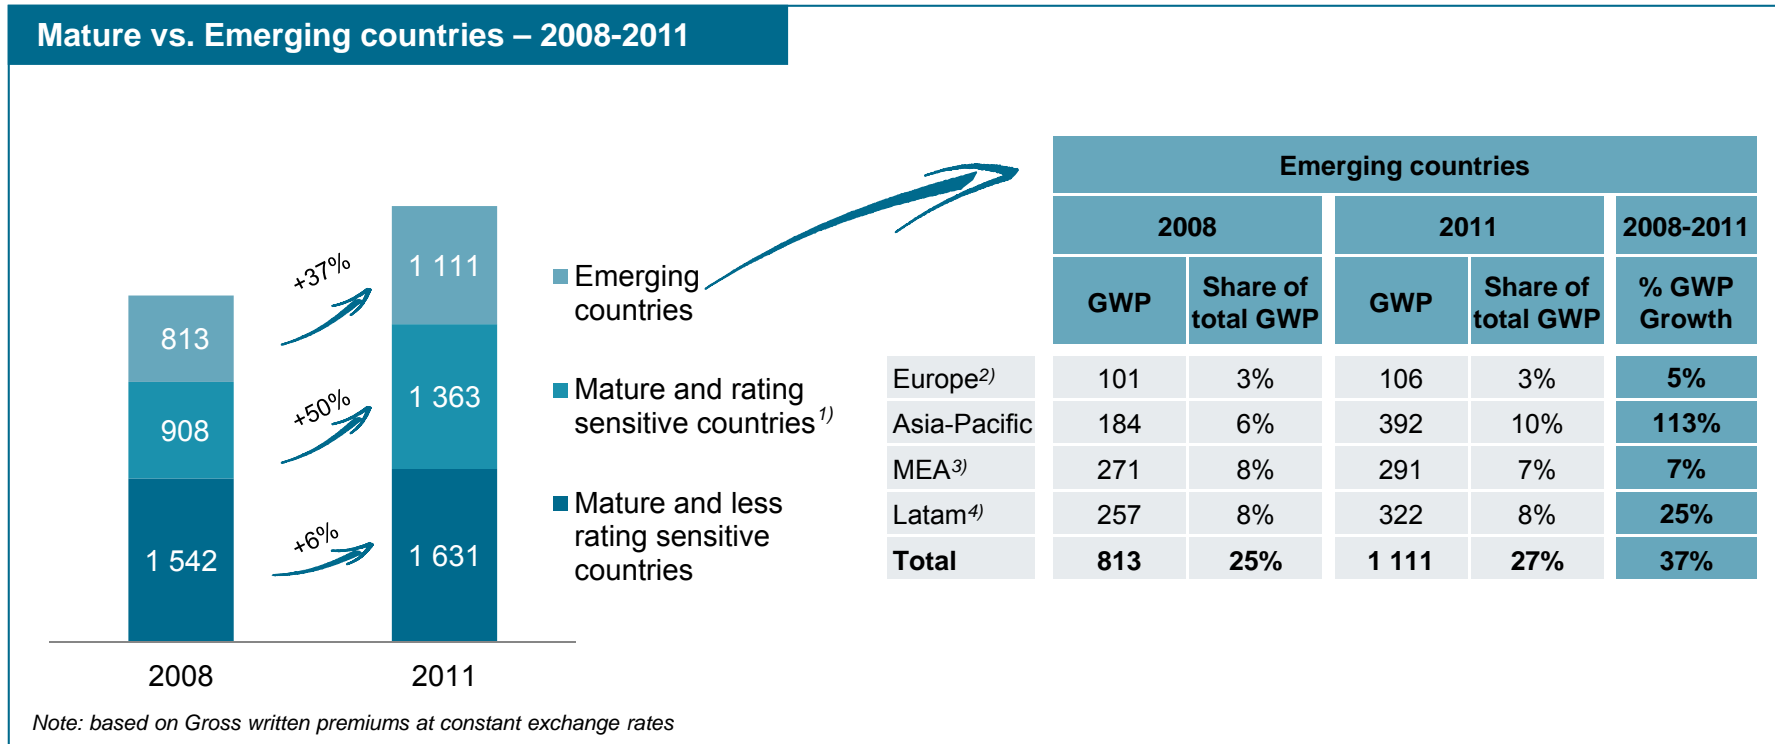 Mature vs. Emerging countries – 2008-2011
+37%
+50%
+6%
813
908
1 542
1 111
1 363
1 631
2008
2011
Emerging
countries
Mature and rating
sensitive countries1)
Mature and less
rating sensitive
countries
Emerging countries
2008 2011 2008-2011
GWP Share of total GWP GWP Share of total GWP % GWP Growth
Europe2) 101 3% 106 3% 5%
Asia-Pacific 184 6% 392 10% 113%
MEA3) 271 8% 291 7% 7%
Latam4) 257 8% 322 8% 25%
Total 813 25% 1 111 27% 37%
Note: based on Gross written premiums at constant exchange rates